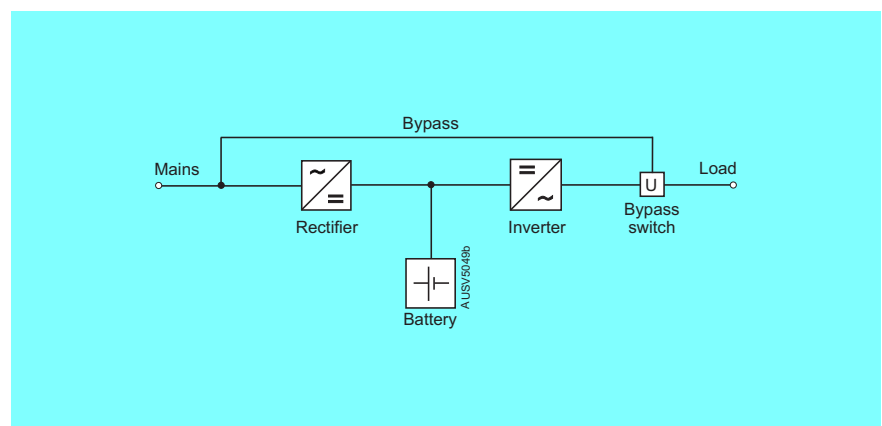 Bypass
Mains
Load
U
Rectifier
Inverter
Bypass
switch
AUSV5049b
Battery